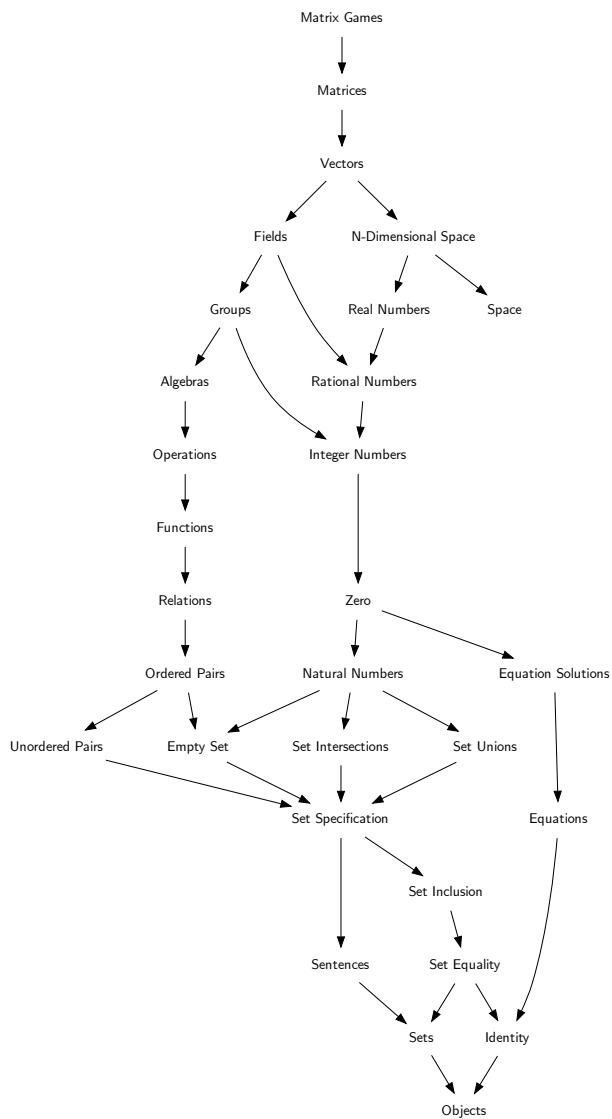 Matrix Games
Matrices
Vectors
Fields
N-Dimensional Space
Groups
Real Numbers
Space
Algebras
Rational Numbers
Operations
Integer Numbers
Functions
Relations
Zero
Ordered Pairs
Natural Numbers
Equation Solutions
Unordered Pairs
Empty Set
Set Intersections
Set Unions
Set Specification
Equations
Set Inclusion
Sentences
Set Equality
Sets
Identity
Objects